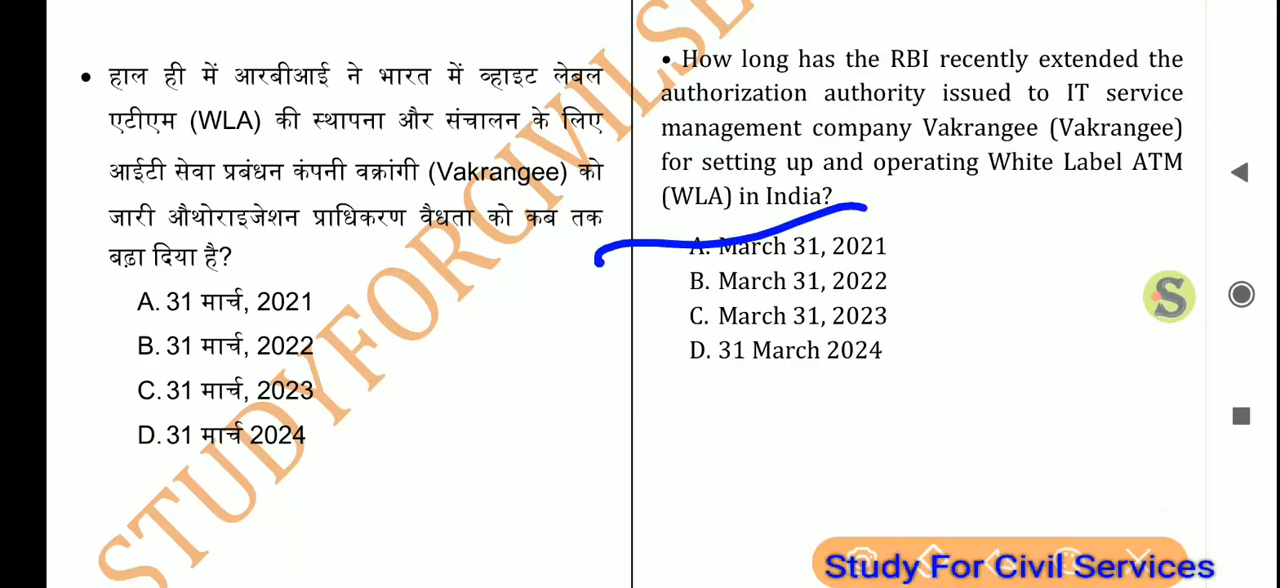 • हाल ही में आरबीआई ने भारत में व्हाइट लेबल
एटीएम (WLA) की स्थापना और संचालन के लिए
आईटी सेवा प्रबंधन कंपनी वक्रांगी (Vakrangee) को
जारी औथोराइजेशन प्राधिकरण वैधता को कब तक
बढ़ा दिया है?
A. 31 मार्च, 2021
B. 31 मार्च, 2022
C. 31 मार्च, 2023
D. 31 मार्च 2024
• How long has the RBI recently extended the
authorization authority issued to IT service
management company Vakrangee (Vakrangee)
for setting up and operating White Label ATM
(WLA) in India?
A. March 31, 2021
B. March 31, 2022
C. March 31, 2023
D. 31 March 2024
STUDYFORCIVILSE
S
Study For Civil Services